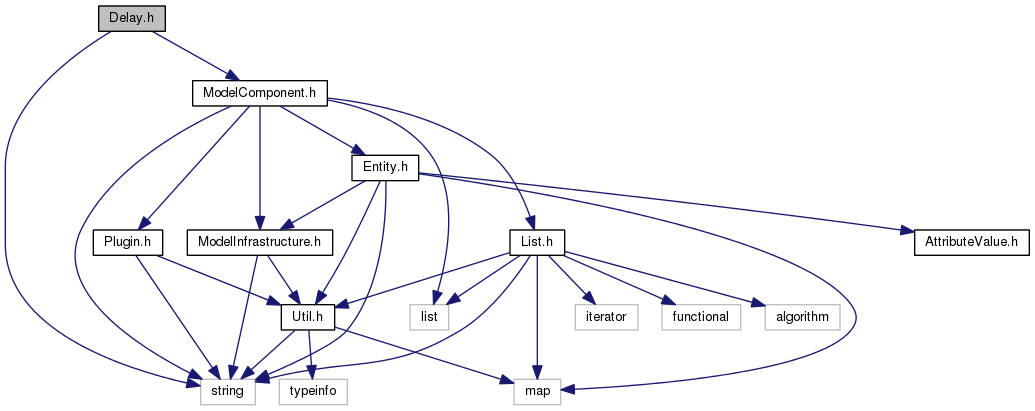 Delay.h
ModelComponent.h
Entity.h
Plugin.h
ModelInfrastructure.h
List.h
AttributeValue.h
Util.h
list
iterator
functional
algorithm
string
typeinfo
map